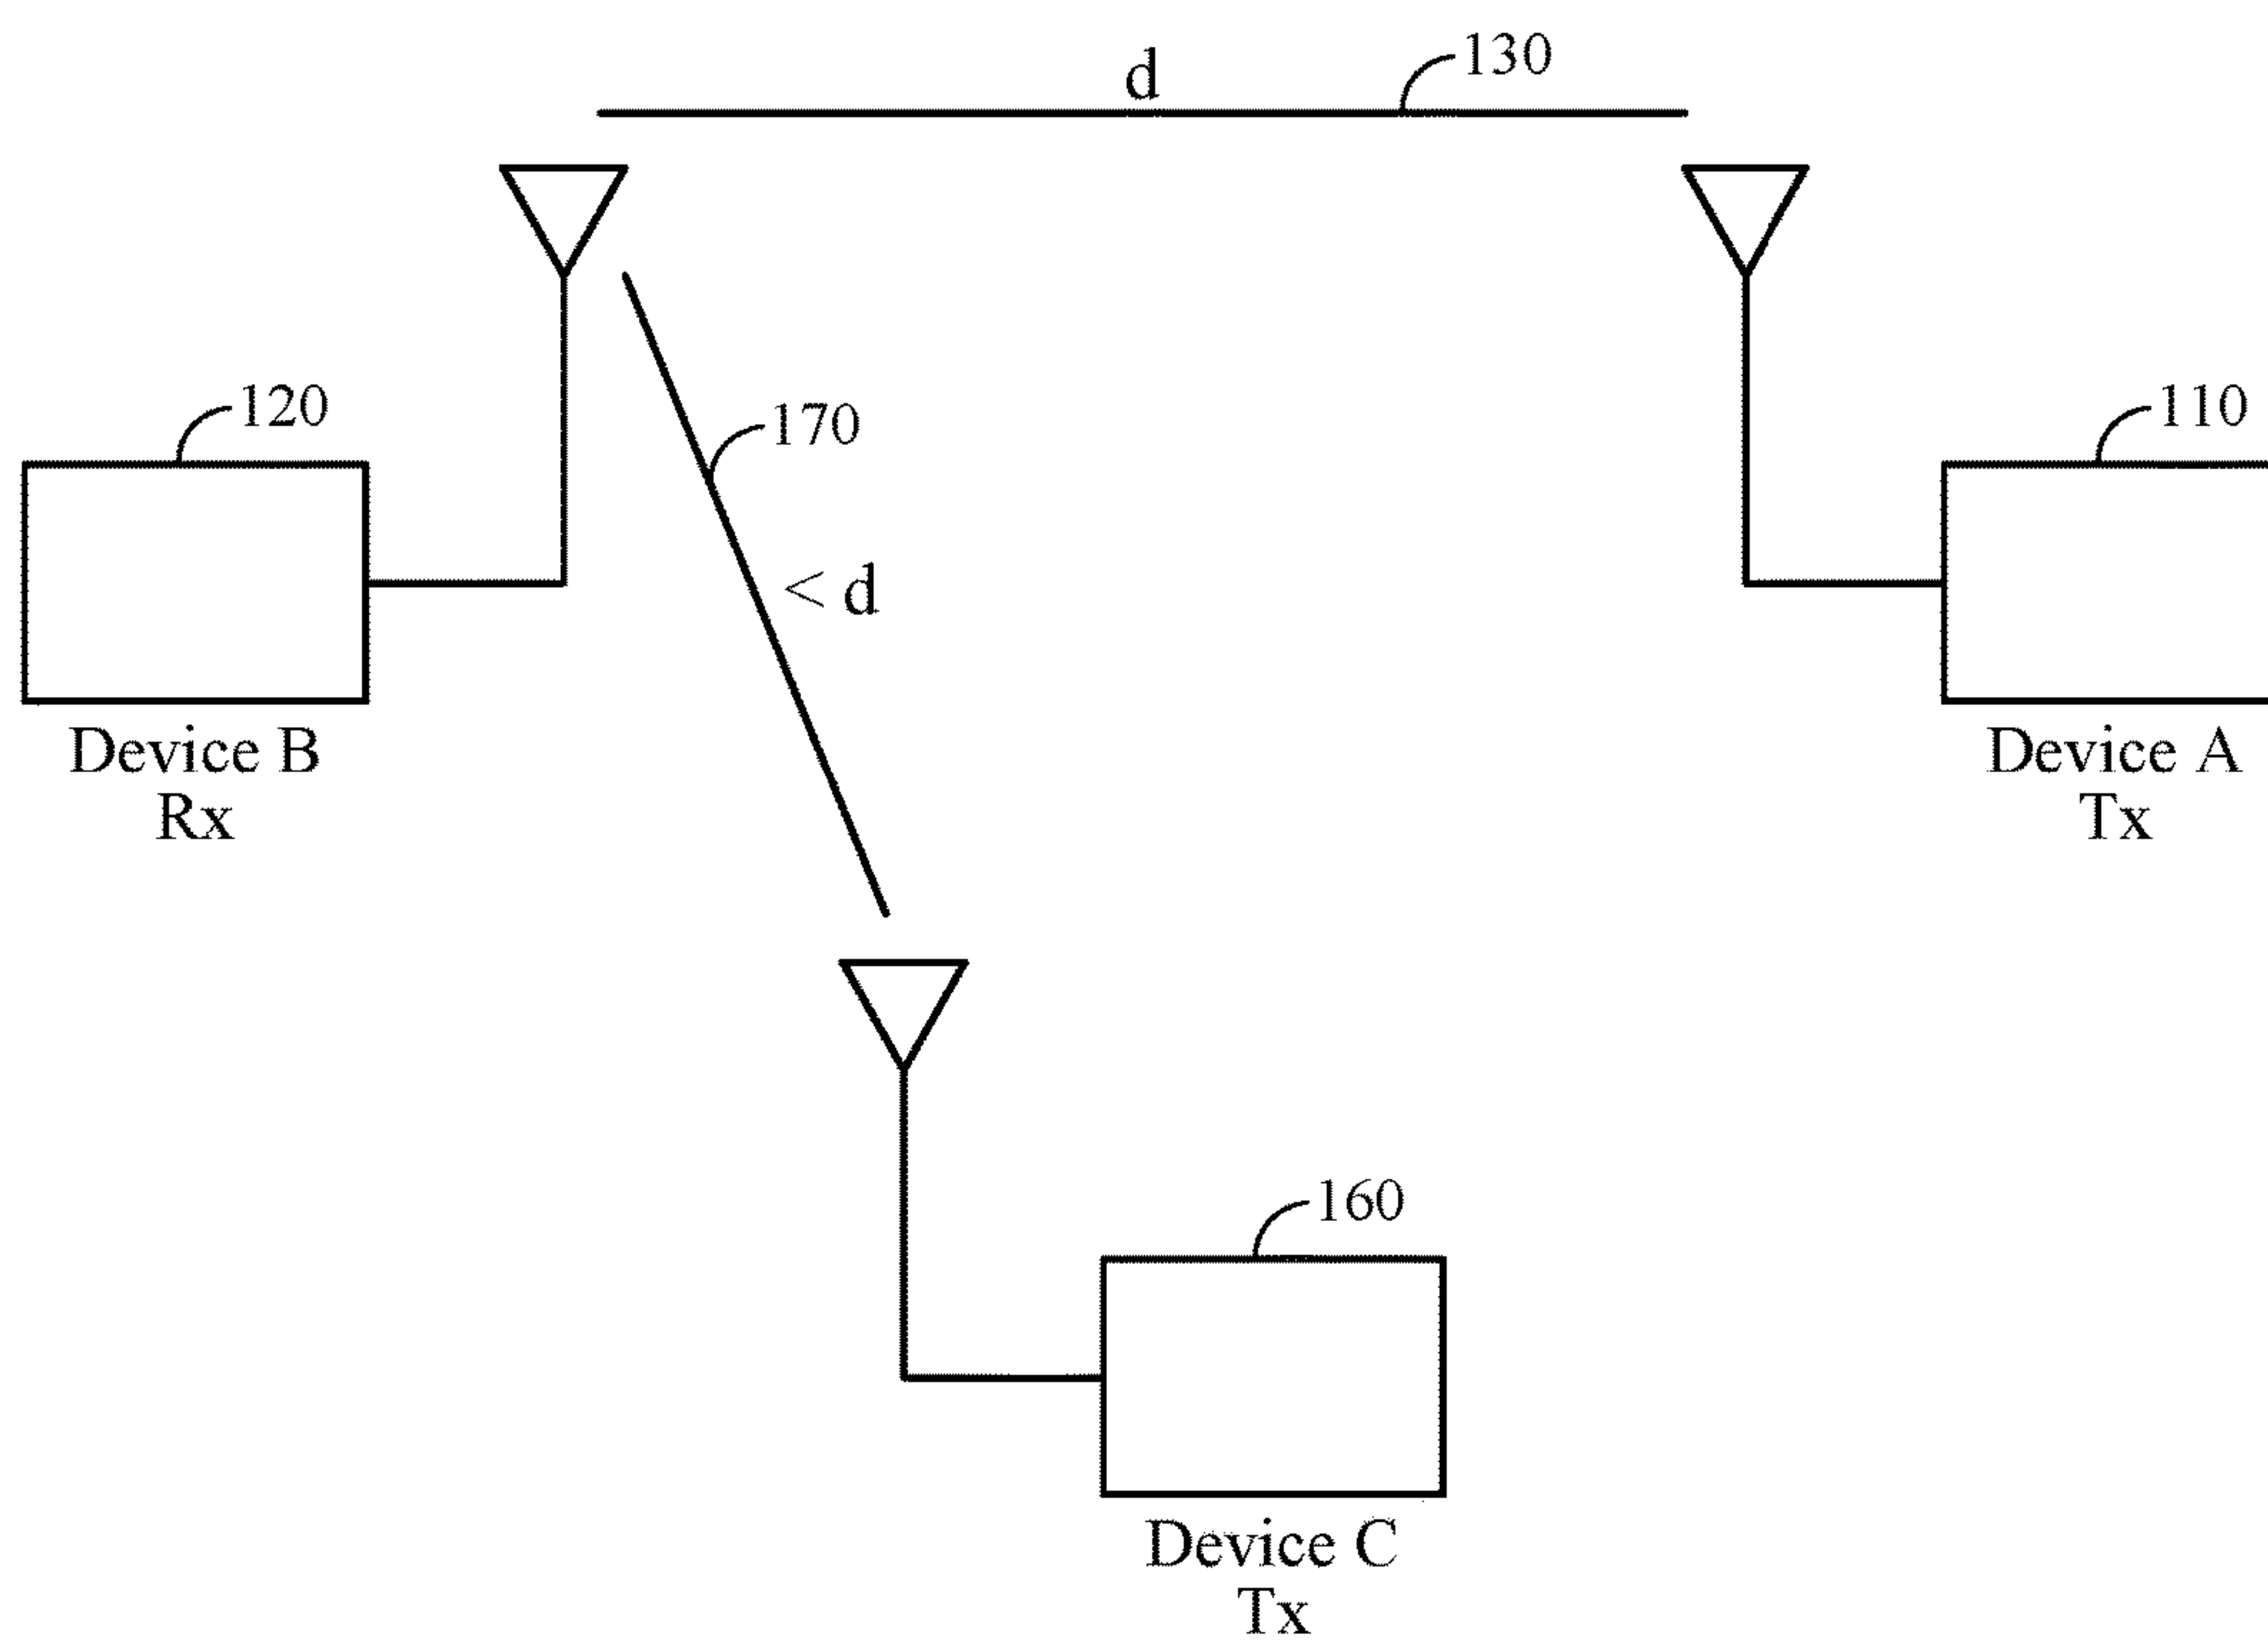 d
130
120
170
110
< d
Device B
Rx
Device A
Tx
160
Device C
Tx